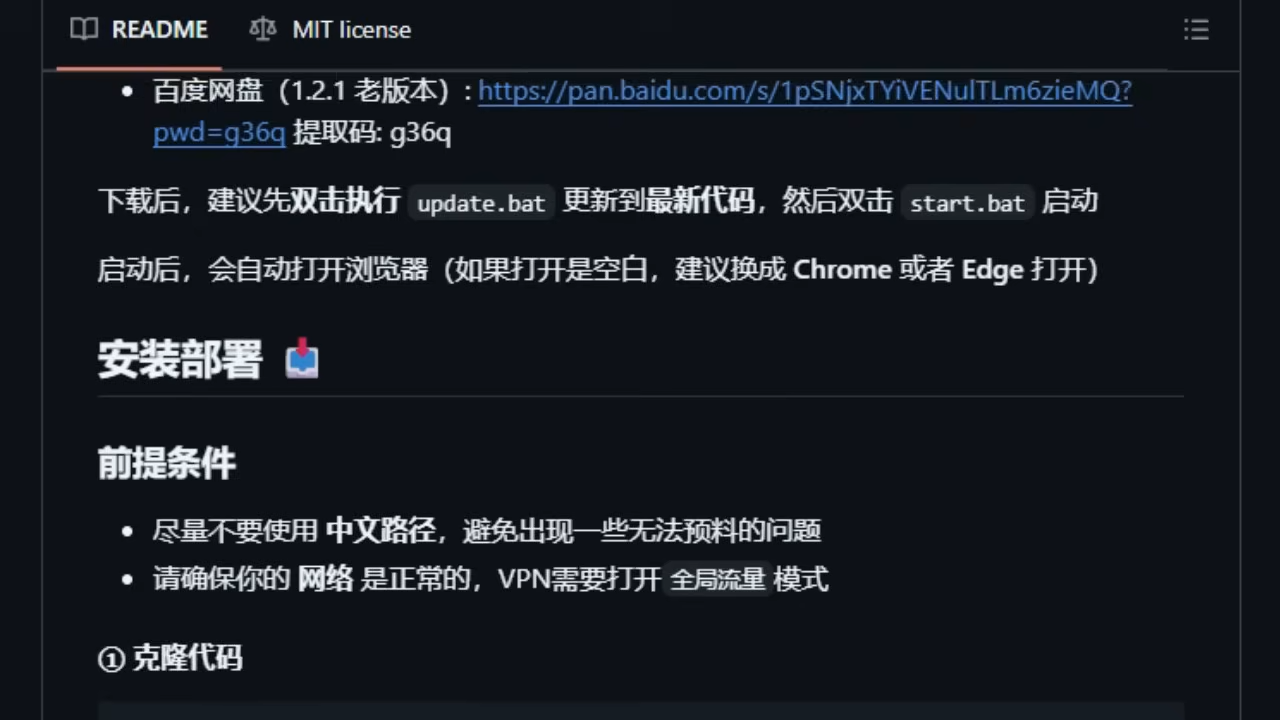 README MIT license
百度网盘（1.2.1 老版本）: https://pan.baidu.com/s/1pSNjxTYiVENulTLm6zieMQ?
pwd=g36q 提取码: g36q
下载后，建议先双击执行 update.bat 更新到最新代码，然后双击 start.bat 启动
启动后，会自动打开浏览器（如果打开是空白，建议换成 Chrome 或者 Edge 打开）
安装部署
前提条件
尽量不要使用 中文路径，避免出现一些无法预料的问题
请确保你的 网络 是正常的，VPN需要打开 全局流量 模式
① 克隆代码